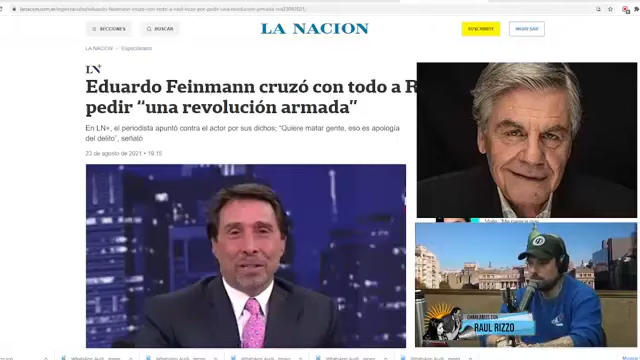 SECCIONES
BUSCAR
LA NACION
SUSCRIBITE
INGRESAR
LA NACION
Espectáculos
LN+
Eduardo Feinmann cruzó con todo a R
pedir “una revolución armada”
En LN+, el periodista apuntó contra el actor por sus dichos; “Quiere matar gente, eso es apología
del delito”, señaló
23 de agosto de 2021 • 19:15
CHARLAMOS CON
RAUL RIZZO